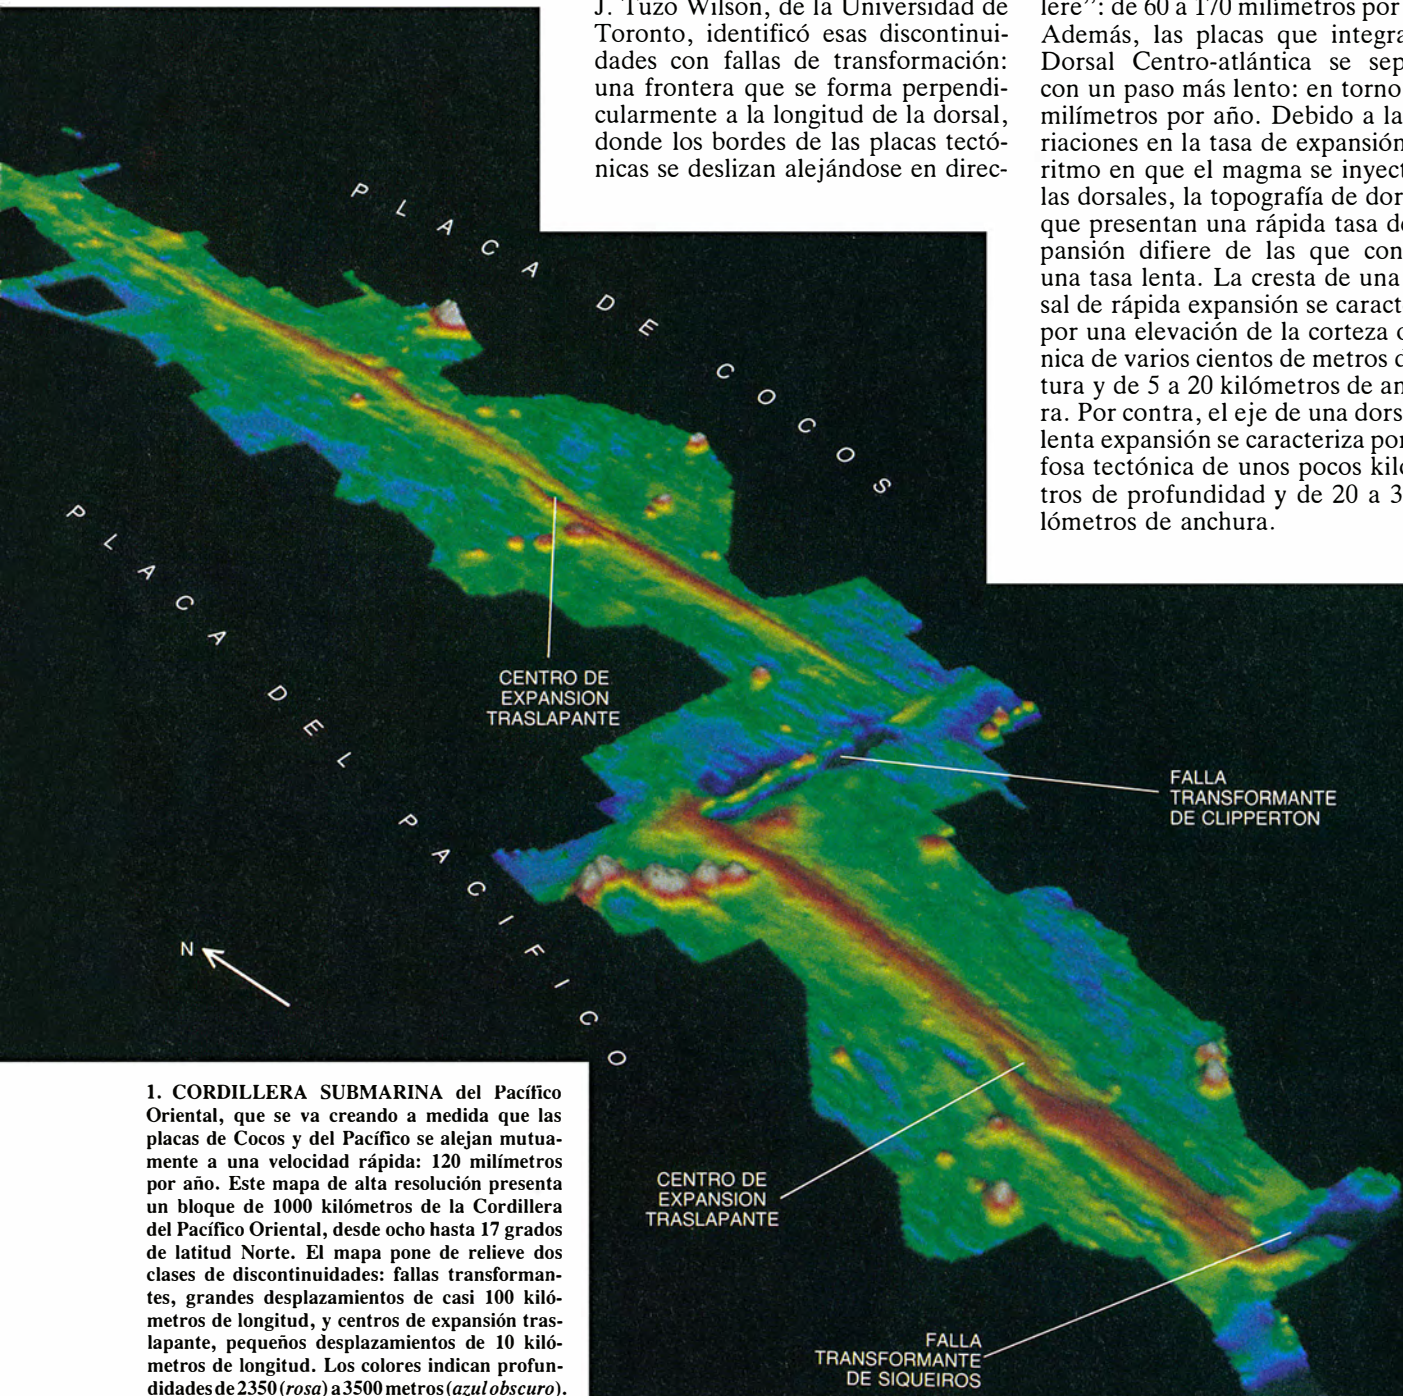 J. Tuzo Wilson, de la Universidad de
Toronto, identificó esas discontinui-
dades con fallas de transformación:
una frontera que se forma perpendi-
cularmente a la longitud de la dorsal,
donde los bordes de las placas tectó-
nicas se deslizan alejándose en direc-
lere”: de 60 a 170 milímetros por
Además, las placas que integra
Dorsal Centro-atlántica se sep
con un paso más lento: en torno
milímetros por año. Debido a la
riaciones en la tasa de expansión
ritmo en que el magma se inyect
las dorsales, la topografía de dor
que presentan una rápida tasa de
pansión difiere de las que con
una tasa lenta. La cresta de una
sal de rápida expansión se caract
por una elevación de la corteza o
nica de varios cientos de metros d
tura y de 5 a 20 kilómetros de an
ra. Por contra, el eje de una dors
lenta expansión se caracteriza por
fosa tectónica de unos pocos kiló
tros de profundidad y de 20 a 3
lómetros de anchura.
PLACA DE COCOS
PLACA DEL PACIFICO
CENTRO DE
EXPANSION
TRASLAPANTE
FALLA
TRANSFORMANTE
DE CLIPPERTON
N
CENTRO DE
EXPANSION
TRASLAPANTE
FALLA
TRANSFORMANTE
DE SIQUEIROS
1. CORDILLERA SUBMARINA del Pacífico
Oriental, que se va creando a medida que las
placas de Cocos y del Pacífico se alejan mutua-
mente a una velocidad rápida: 120 milímetros
por año. Este mapa de alta resolución presenta
un bloque de 1000 kilómetros de la Cordillera
del Pacífico Oriental, desde ocho hasta 17 grados
de latitud Norte. El mapa pone de relieve dos
clases de discontinuidades: fallas transforman-
tes, grandes desplazamientos de casi 100 kiló-
metros de longitud, y centros de expansión tras-
lapante, pequeños desplazamientos de 10 kiló-
metros de longitud. Los colores indican profun-
didades de 2350 (rosa) a 3500 metros (azul obscuro).